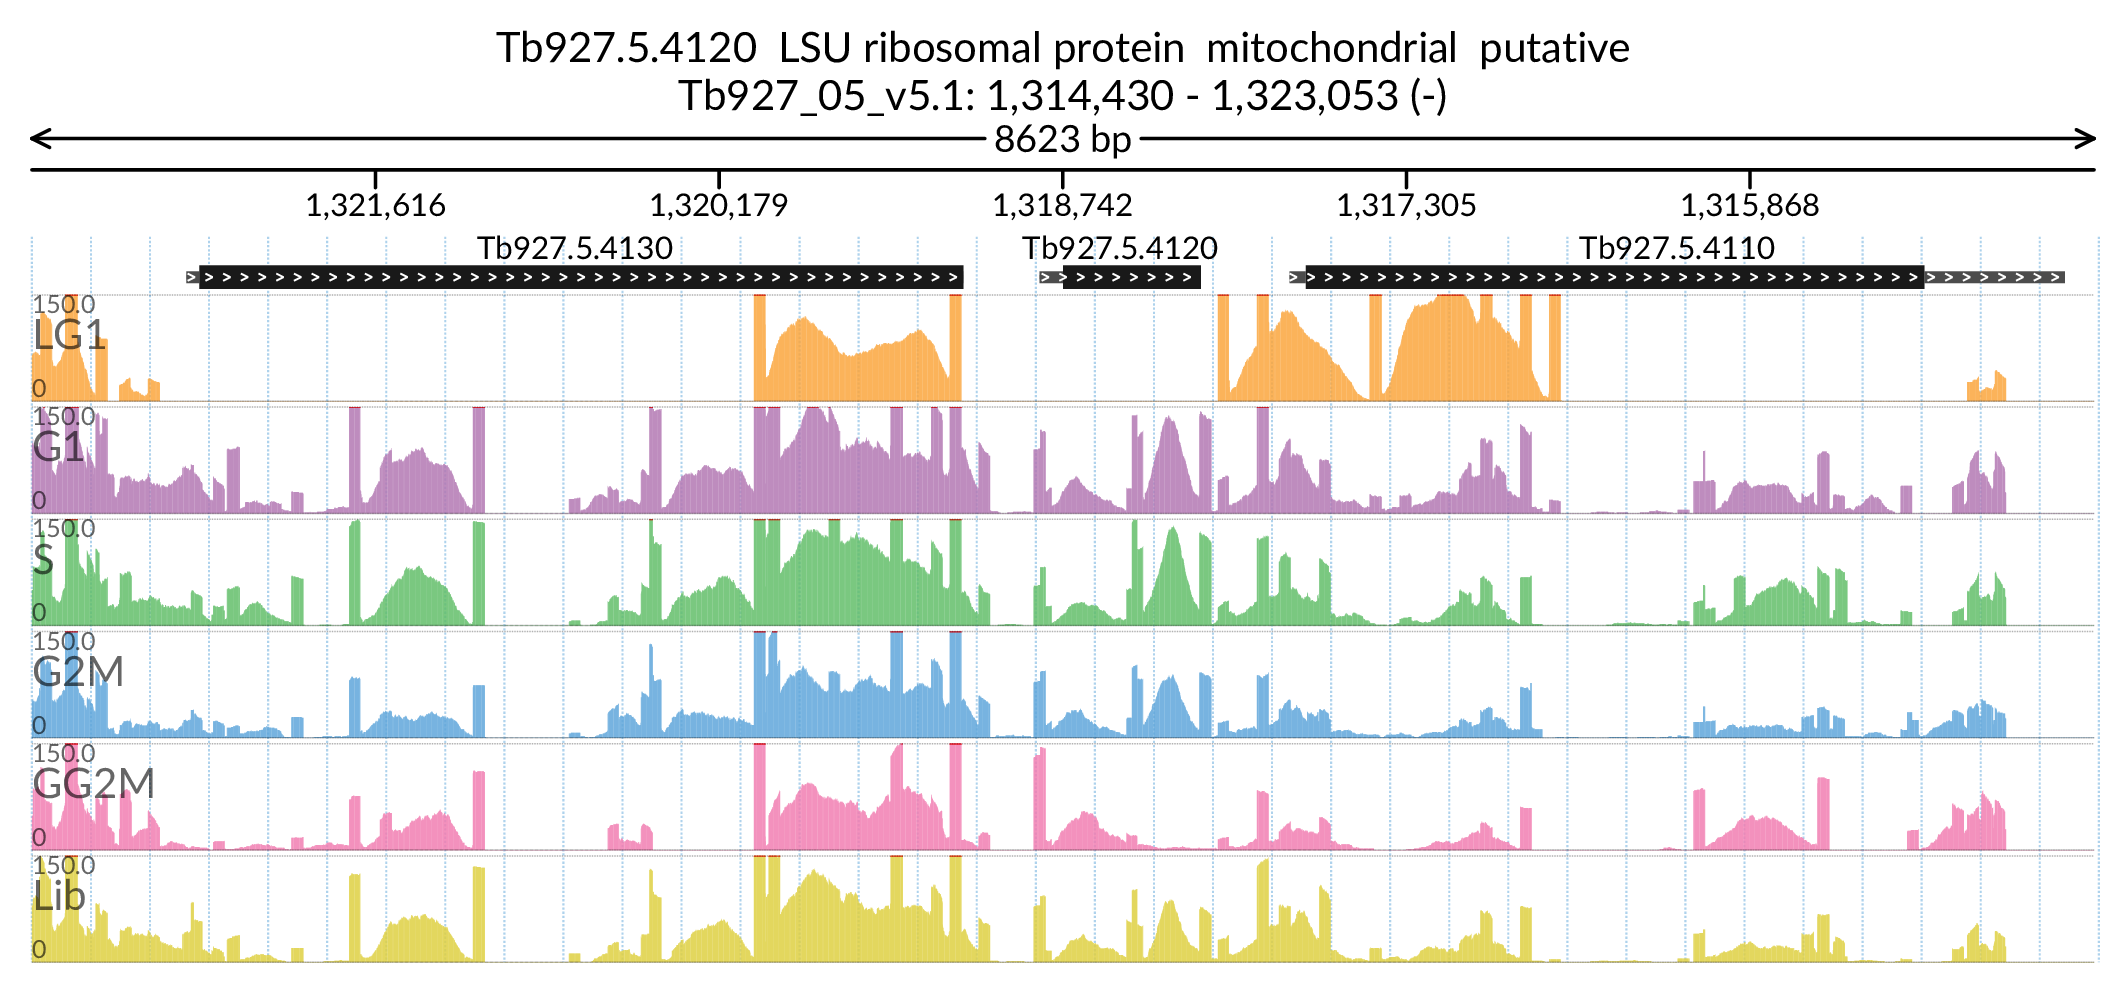 Tb927.5.4120  LSU ribosomal protein  mitochondrial  putative
Tb927_05_v5.1: 1,314,430 - 1,323,053 (-)
8623 bp
1,321,616 1,320,179 1,318,742 1,317,305 1,315,868
Tb927.5.4130 Tb927.5.4120 Tb927.5.4110
150.0
LG1
0
150.0
G1
0
150.0
S
0
150.0
G2M
0
150.0
GG2M
0
150.0
Lib
0